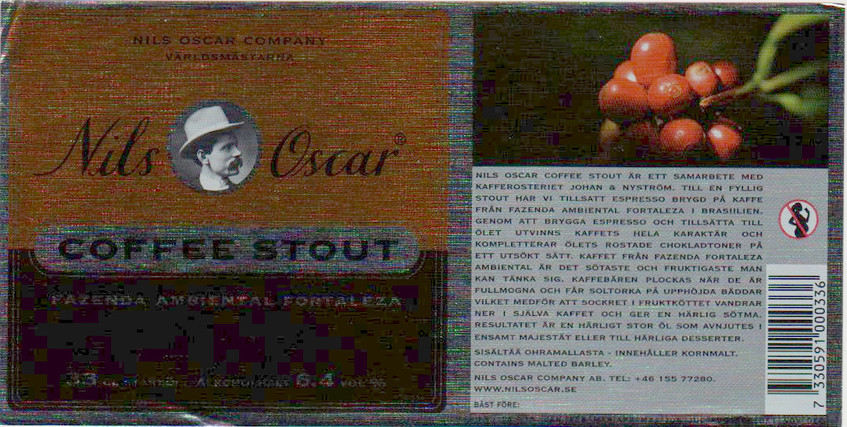 NILS OSCAR COMPANY
VÄRLDSMÄSTARNA
Nils Oscar®
COFFEE STOUT
FAZENDA AMBIENTAL FORTALEZA
33 CL STARKÖL. ALKOHOLHALT 6.4 VOL %
NILS OSCAR COFFEE STOUT ÄR ETT SAMARBETE MED
KAFFEROSTERIET JOHAN & NYSTRÖM. TILL EN FYLLIG
STOUT HAR VI TILLSATT ESPRESSO BRYGD PÅ KAFFE
FRÅN FAZENDA AMBIENTAL FORTALEZA I BRASILIEN.
GENOM ATT BRYGGA ESPRESSO OCH TILLSÄTTA TILL
ÖLET UTVINNS KAFFETS HELA KARAKTÄR OCH
KOMPLETTERAR ÖLETS ROSTADE CHOKLADTONER PÅ
ETT UTSÖKT SÄTT. KAFFET FRÅN FAZENDA FORTALEZA
AMBIENTAL ÄR DET SÖTASTE OCH FRUKTIGASTE MAN
KAN TÄNKA SIG. KAFFEBÄREN PLOCKAS NÄR DE ÄR
FULLMOGNA OCH FÅR SOLTORKA PÅ UPPHÖJDA BÄDDAR
VILKET MEDFÖR ATT SOCKRET I FRUKTKÖTTET VANDRAR
NER I SJÄLVA KAFFET OCH GER EN HÄRLIG SÖTMA.
RESULTATET ÄR EN HÄRLIGT STOR ÖL SOM AVNJUTES I
ENSAMT MAJESTÄT ELLER TILL HÄRLIGA DESSERTER.
SISÄLTÄÄ OHRAMALLASTA - INNEHÅLLER KORNMALT.
CONTAINS MALTED BARLEY.
NILS OSCAR COMPANY AB. TEL: +46 155 77280.
WWW.NILSOSCAR.SE
BÄST FÖRE:
7 330591 000336